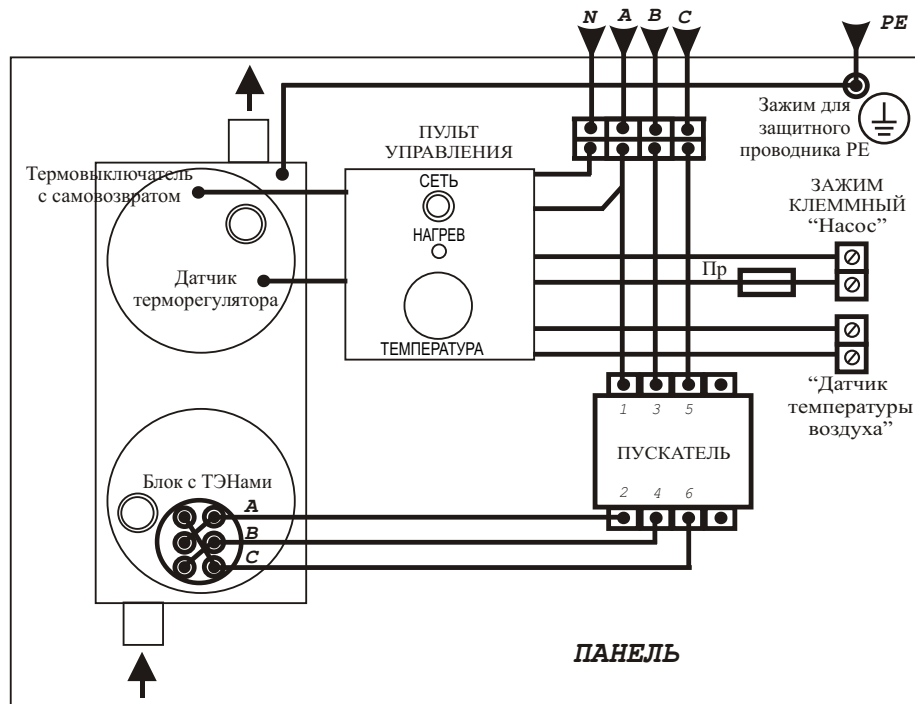 N A B C PE
Зажим для
защитного
проводника РЕ
ПУЛЬТ
УПРАВЛЕНИЯ
Термовыключатель
с самовозвратом
СЕТЬ
НАГРЕВ
ТЕМПЕРАТУРА
ЗАЖИМ
КЛЕММНЫЙ
“Насос”
Датчик
терморегулятора
Пр
“Датчик
температуры
воздуха”
1 3 5
ПУСКАТЕЛЬ
2 4 6
Блок с ТЭНами
A
B
C
ПАНЕЛЬ